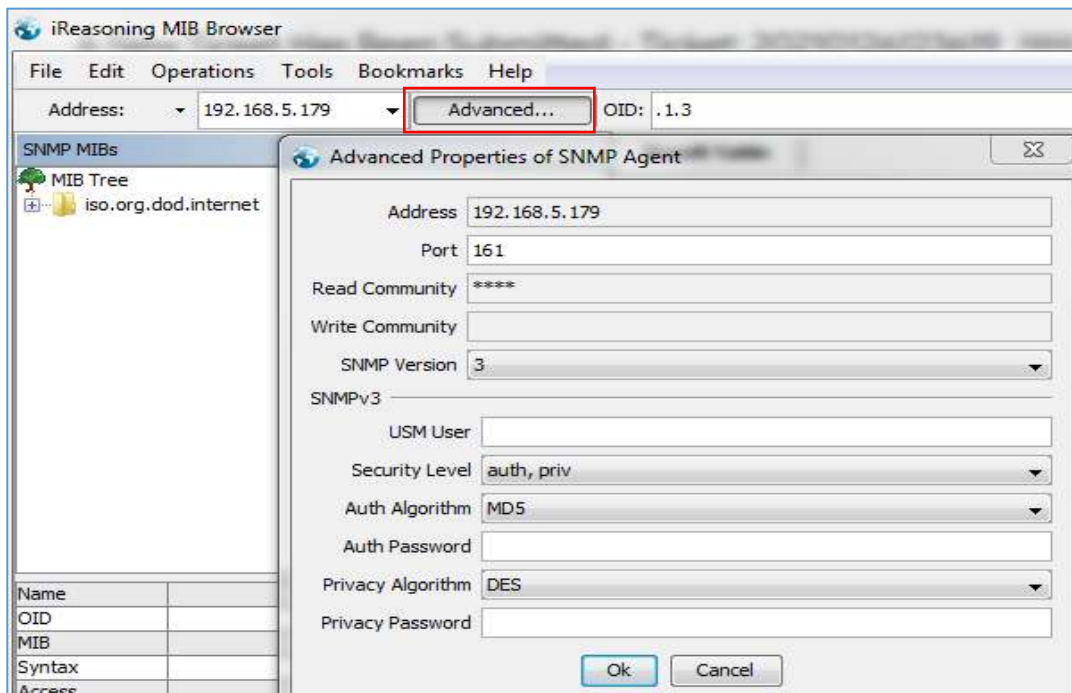 iReasoning MIB Browser
File Edit Operations Tools Bookmarks Help
Address: 192.168.5.179 Advanced... OID: .1.3
SNMP MIBs
MIB Tree
iso.org.dod.internet
Advanced Properties of SNMP Agent
Address 192.168.5.179
Port 161
Read Community ****
Write Community
SNMP Version 3
SNMPv3
USM User
Security Level auth, priv
Auth Algorithm MD5
Auth Password
Privacy Algorithm DES
Privacy Password
Ok Cancel
Name
OID
MIB
Syntax
Access